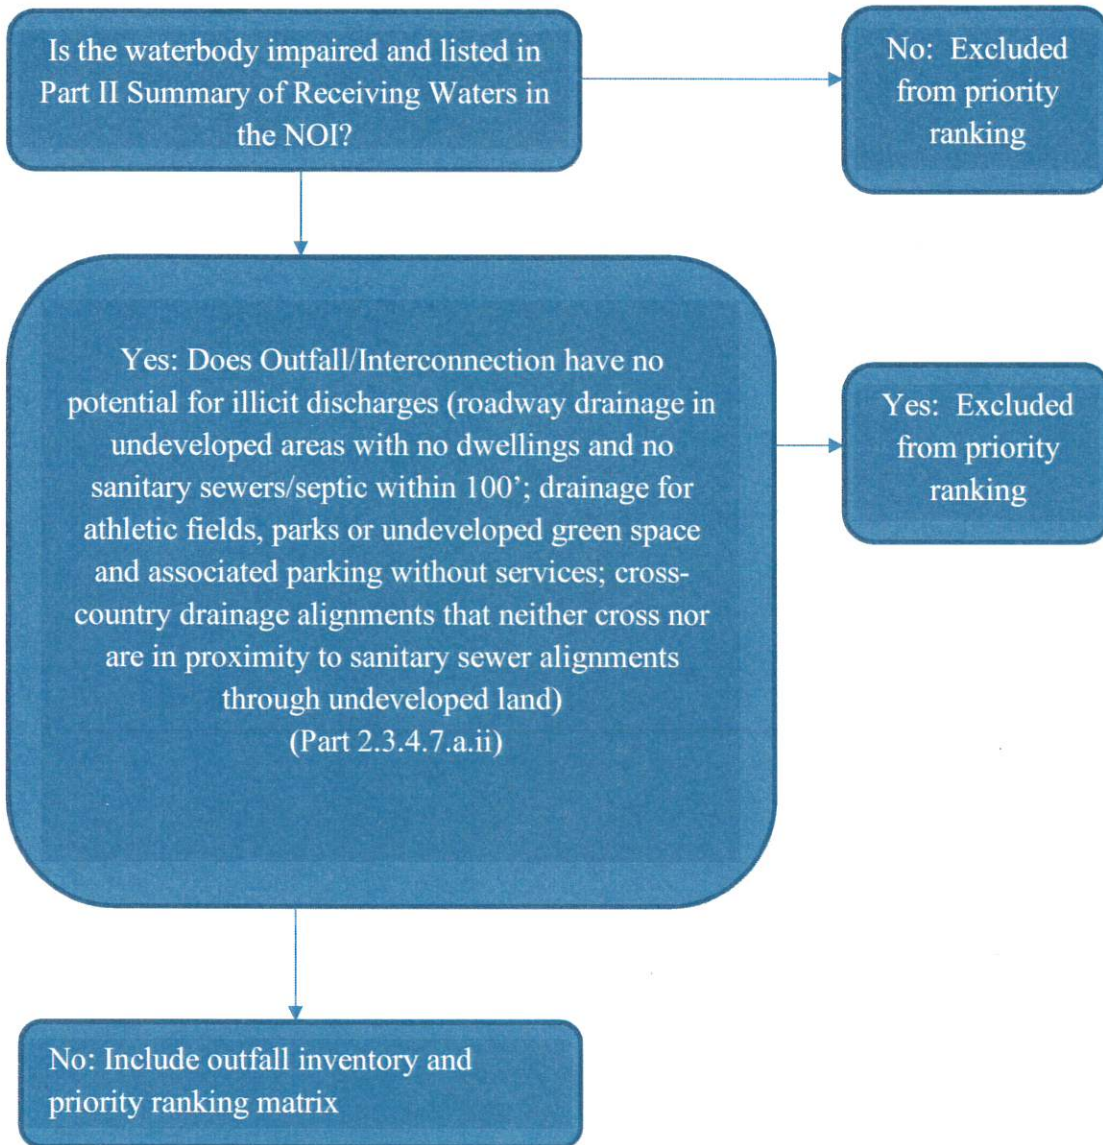 Is the waterbody impaired and listed in
Part II Summary of Receiving Waters in
the NOI?
No: Excluded
from priority
ranking
Yes: Does Outfall/Interconnection have no
potential for illicit discharges (roadway drainage in
undeveloped areas with no dwellings and no
sanitary sewers/septic within 100’; drainage for
athletic fields, parks or undeveloped green space
and associated parking without services; cross-
country drainage alignments that neither cross nor
are in proximity to sanitary sewer alignments
through undeveloped land)
(Part 2.3.4.7.a.ii)
Yes: Excluded
from priority
ranking
No: Include outfall inventory and
priority ranking matrix